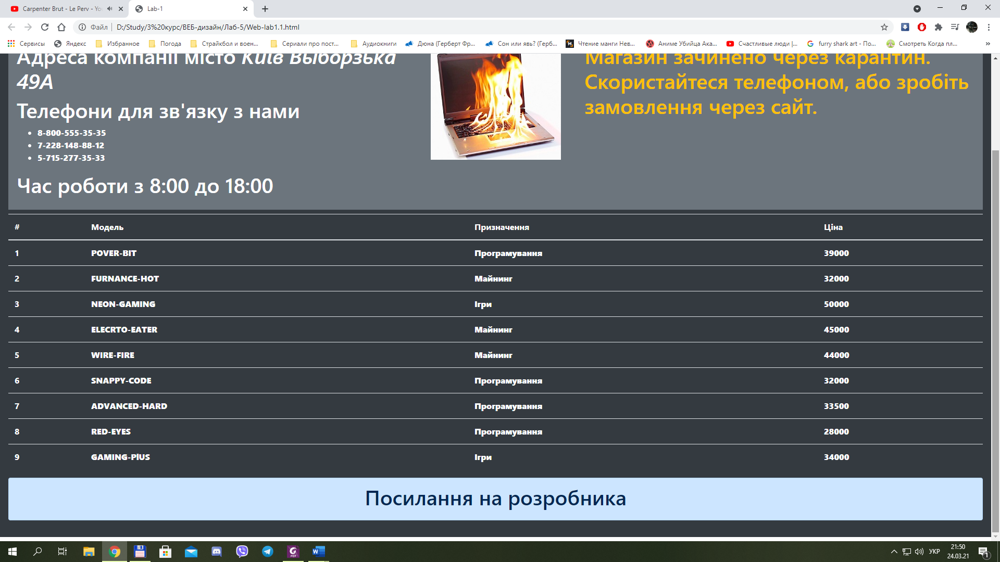 Carpenter Brut - Le Perv - Yo
Lab-1
Файл
D:/Study/3%20курс/ВЕБ-дизайн/Лаб-5/Web-lab1.1.html
Сервисы
Яндекс
Избранное
Погода
Страйкбол и воен...
Сериали про пост...
Аудиокниги
Дюна (Герберт Фр...
Сон или явь? (Герб...
Чтение манги Нев...
Аниме Убийца Ака...
Счастливые люди |...
furry shark art - По...
Смотреть Когда пл...
»
Адреса компанії місто Київ Выборзька
49А
Телефони для зв'язку з нами
8-800-555-35-35
7-228-148-88-12
5-715-277-35-33
Час роботи з 8:00 до 18:00
Магазин зачинено через карантин.
Скористайтеся телефоном, або зробіть
замовлення через сайт.
# Модель Призначення Ціна
1 POVER-BIT Програмування 39000
2 FURNANCE-HOT Майнинг 32000
3 NEON-GAMING Ігри 50000
4 ELECRTO-EATER Майнинг 45000
5 WIRE-FIRE Майнинг 44000
6 SNAPPY-CODE Програмування 32000
7 ADVANCED-HARD Програмування 33500
8 RED-EYES Програмування 28000
9 GAMING-PlUS Ігри 34000
Посилання на розробника
УКР
21:50
24.03.21
1